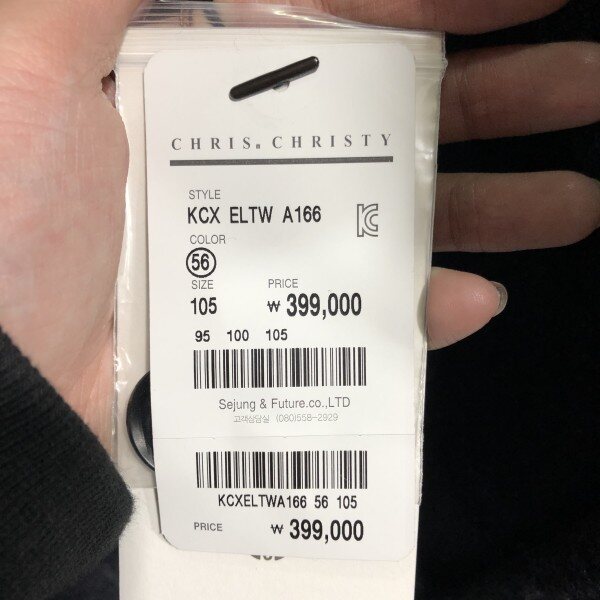 CHRIS. CHRISTY
STYLE
KCX ELTW A166
COLOR
56
SIZE PRICE
105 ₩ 399,000
95 100 105
Sejung & Future.co.,LTD
고객상담실 (080)558-2929
KCXELTWA166 56 105
PRICE ₩ 399,000